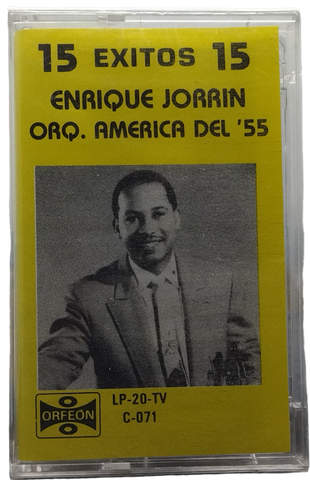 15 EXITOS 15
ENRIQUE JORRIN
ORQ. AMERICA DEL '55
LP-20-TV
C-071
ORFEON